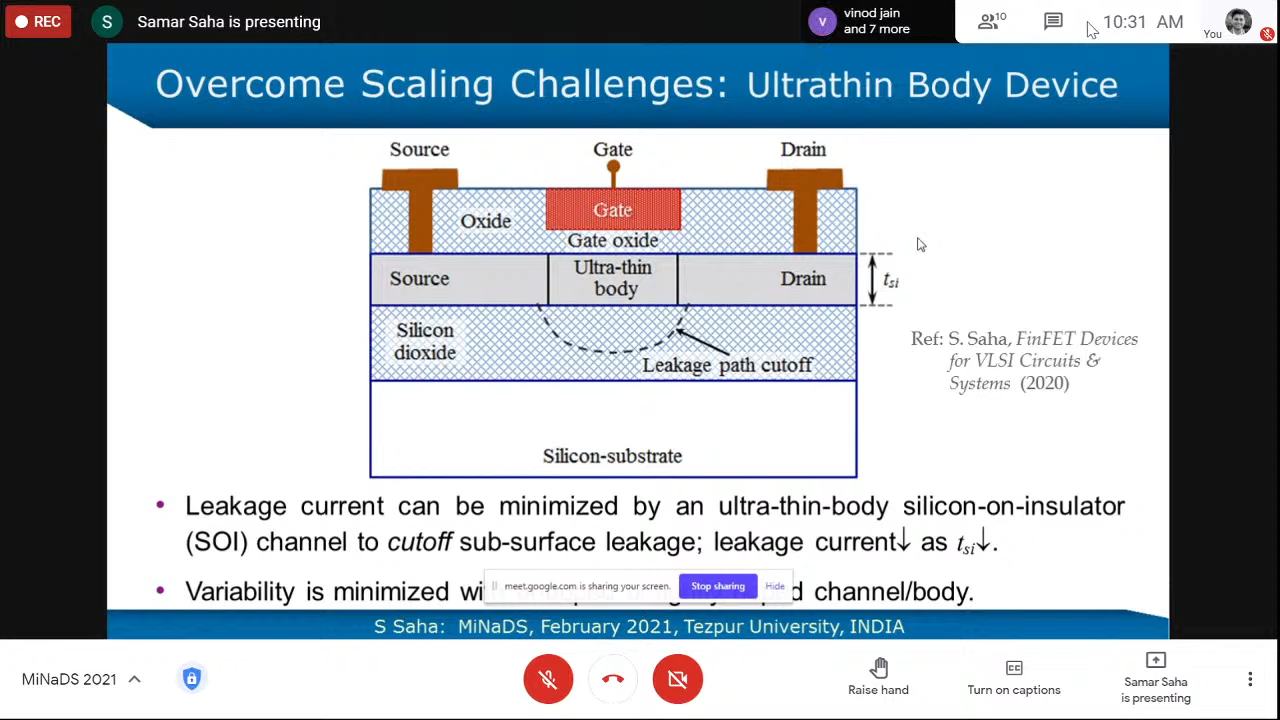 REC
S
Samar Saha is presenting
v
vinod jain
and 7 more
10
10:31 AM
You
Overcome Scaling Challenges: Ultrathin Body Device
Source
Gate
Drain
Oxide
Gate
Gate oxide
Source
Ultra-thin
body
Drain
tsi
Silicon
dioxide
Leakage path cutoff
Ref: S. Saha, FinFET Devices
for VLSI Circuits &
Systems (2020)
Silicon-substrate
• Leakage current can be minimized by an ultra-thin-body silicon-on-insulator
(SOI) channel to cutoff sub-surface leakage; leakage current↓ as tsi↓.
• Variability is minimized channel/body.
meet.google.com is sharing your screen.
Stop sharing
Hide
S Saha: MiNaDS, February 2021, Tezpur University, INDIA
MiNaDS 2021
Raise hand
Turn on captions
Samar Saha
is presenting